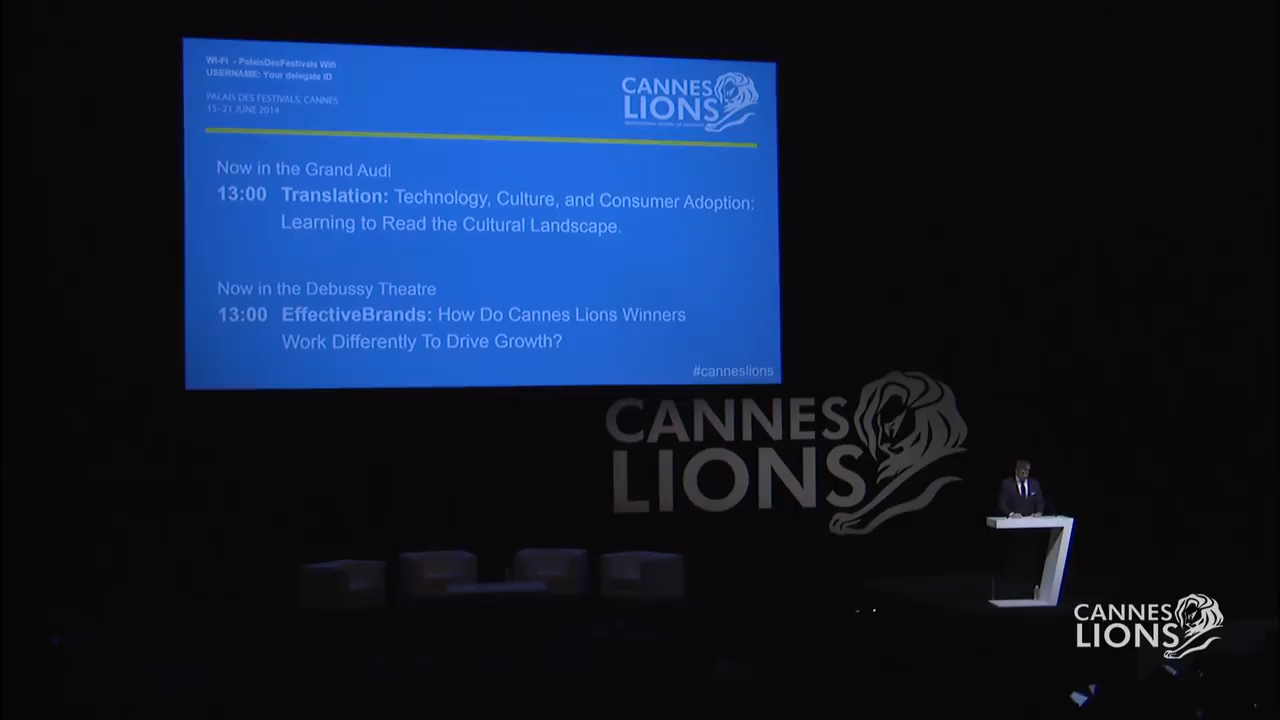 Wi-Fi - PalaisDesFestivals Wifi
USERNAME: Your delegate ID
PALAIS DES FESTIVALS, CANNES
15-21 JUNE 2014
CANNES
LIONS
Now in the Grand Audi
13:00 Translation: Technology, Culture, and Consumer Adoption:
Learning to Read the Cultural Landscape.
Now in the Debussy Theatre
13:00 EffectiveBrands: How Do Cannes Lions Winners
Work Differently To Drive Growth?
#canneslions
CANNES
LIONS
CANNES
LIONS